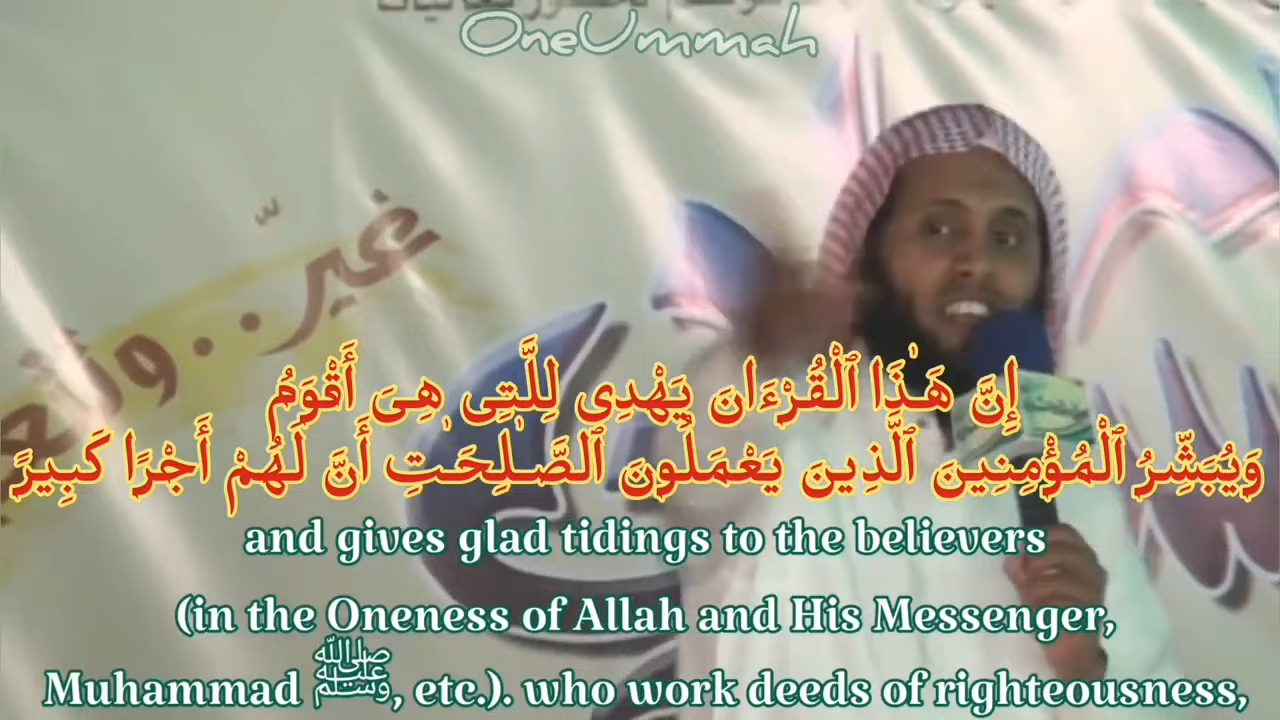 OneUmmah
غيّر..
إِنَّ هَـٰذَا ٱلْقُرْءَانَ يَهْدِى لِلَّتِى هِىَ أَقْوَمُ
وَيُبَشِّرُ ٱلْمُؤْمِنِينَ ٱلَّذِينَ يَعْمَلُونَ ٱلصَّـٰلِحَـٰتِ أَنَّ لَهُمْ أَجْرًا كَبِيرً
and gives glad tidings to the believers
(in the Oneness of Allah and His Messenger,
Muhammad ﷺ, etc.). who work deeds of righteousness,